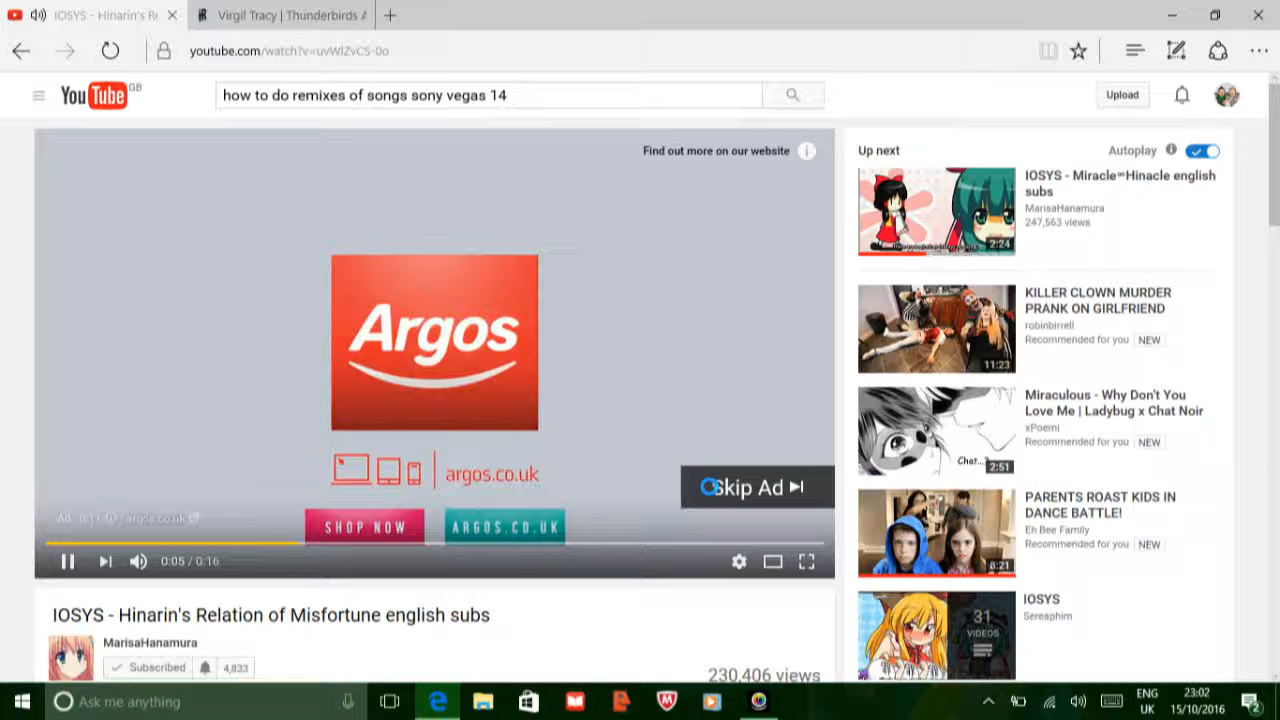 IOSYS - Hinarin's Re
Virgil Tracy | Thunderbirds A
youtube.com/watch?v=uvWlZvCS-0o
YouTube GB
how to do remixes of songs sony vegas 14
Upload
Find out more on our website
Argos
argos.co.uk
Skip Ad
Ad
argos.co.uk
SHOP NOW
ARGOS.CO.UK
0:05 / 0:16
IOSYS - Hinarin's Relation of Misfortune english subs
MarisaHanamura
Subscribed
4,833
230,406 views
Up next
Autoplay
IOSYS - Miracle∞Hinacle english
subs
MarisaHanamura
247,563 views
2:24
KILLER CLOWN MURDER
PRANK ON GIRLFRIEND
robinbirrell
Recommended for you NEW
11:23
Miraculous - Why Don't You
Love Me | Ladybug x Chat Noir
xPoemi
Recommended for you NEW
Chat...?
2:51
PARENTS ROAST KIDS IN
DANCE BATTLE!
Eh Bee Family
Recommended for you NEW
8:21
IOSYS
Sereaphim
31
VIDEOS
Ask me anything
ENG
UK
23:02
15/10/2016
2